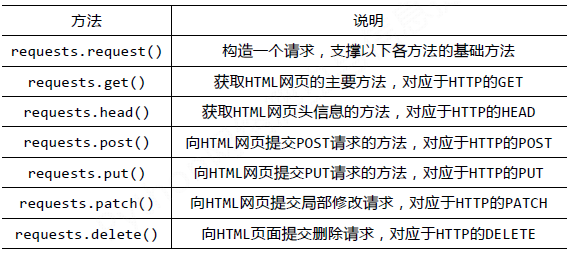 方法 说明
requests.request() 构造一个请求，支撑以下各方法的基础方法
requests.get() 获取HTML网页的主要方法，对应于HTTP的GET
requests.head() 获取HTML网页头信息的方法，对应于HTTP的HEAD
requests.post() 向HTML网页提交POST请求的方法，对应于HTTP的POST
requests.put() 向HTML网页提交PUT请求的方法，对应于HTTP的PUT
requests.patch() 向HTML网页提交局部修改请求，对应于HTTP的PATCH
requests.delete() 向HTML页面提交删除请求，对应于HTTP的DELETE